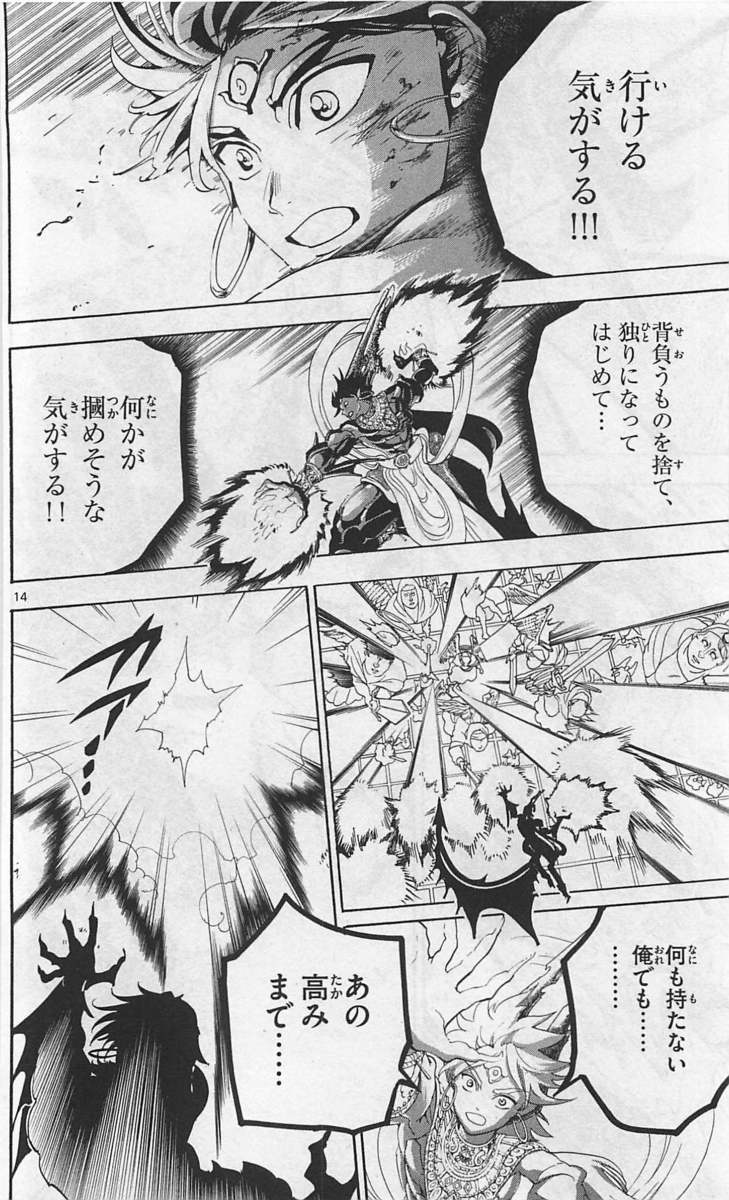 行ける
気がする!!!
背負うものを捨て、
独りになって
はじめて…
何かが
摑めそうな
気がする!!
14
何も持たない
俺でも……
………
あの
高み
まで……
カッ…